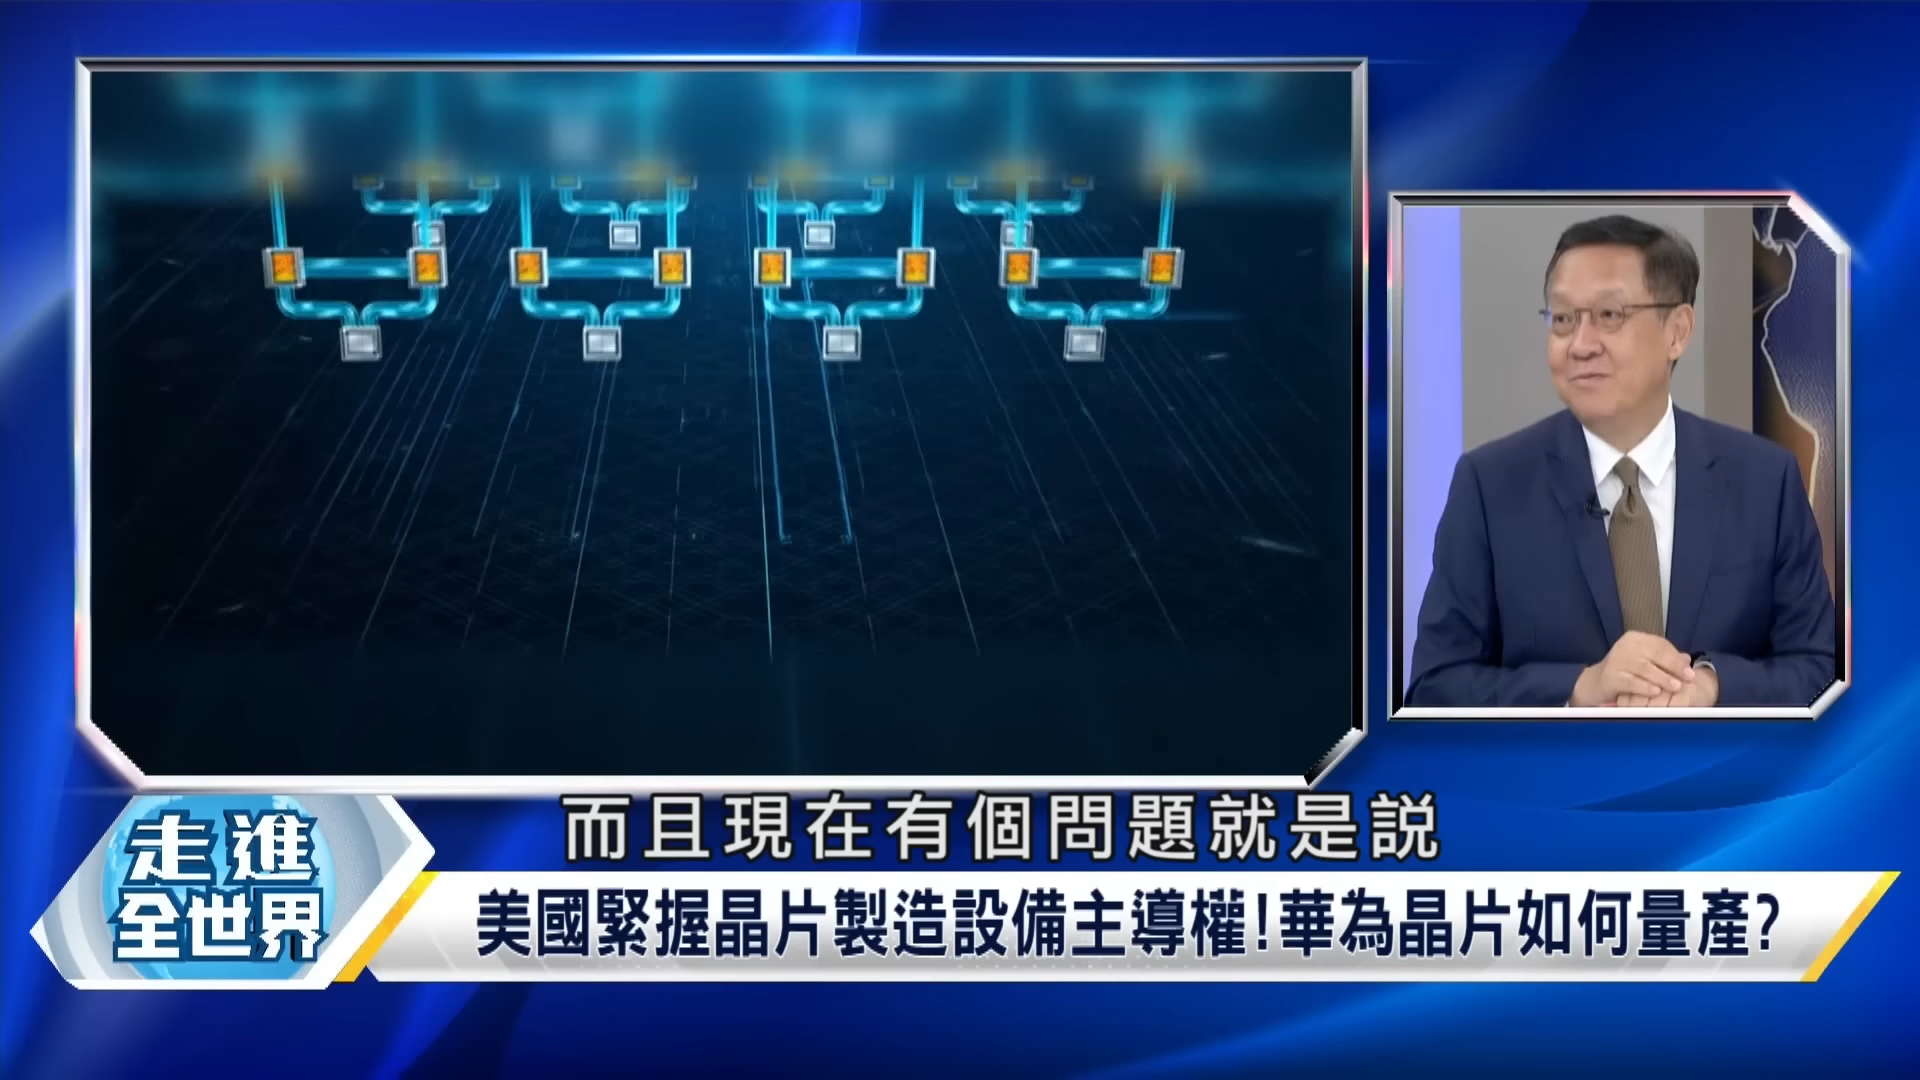 而且現在有個問題就是説
走進
全世界
美國緊握晶片製造設備主導權!華為晶片如何量產?